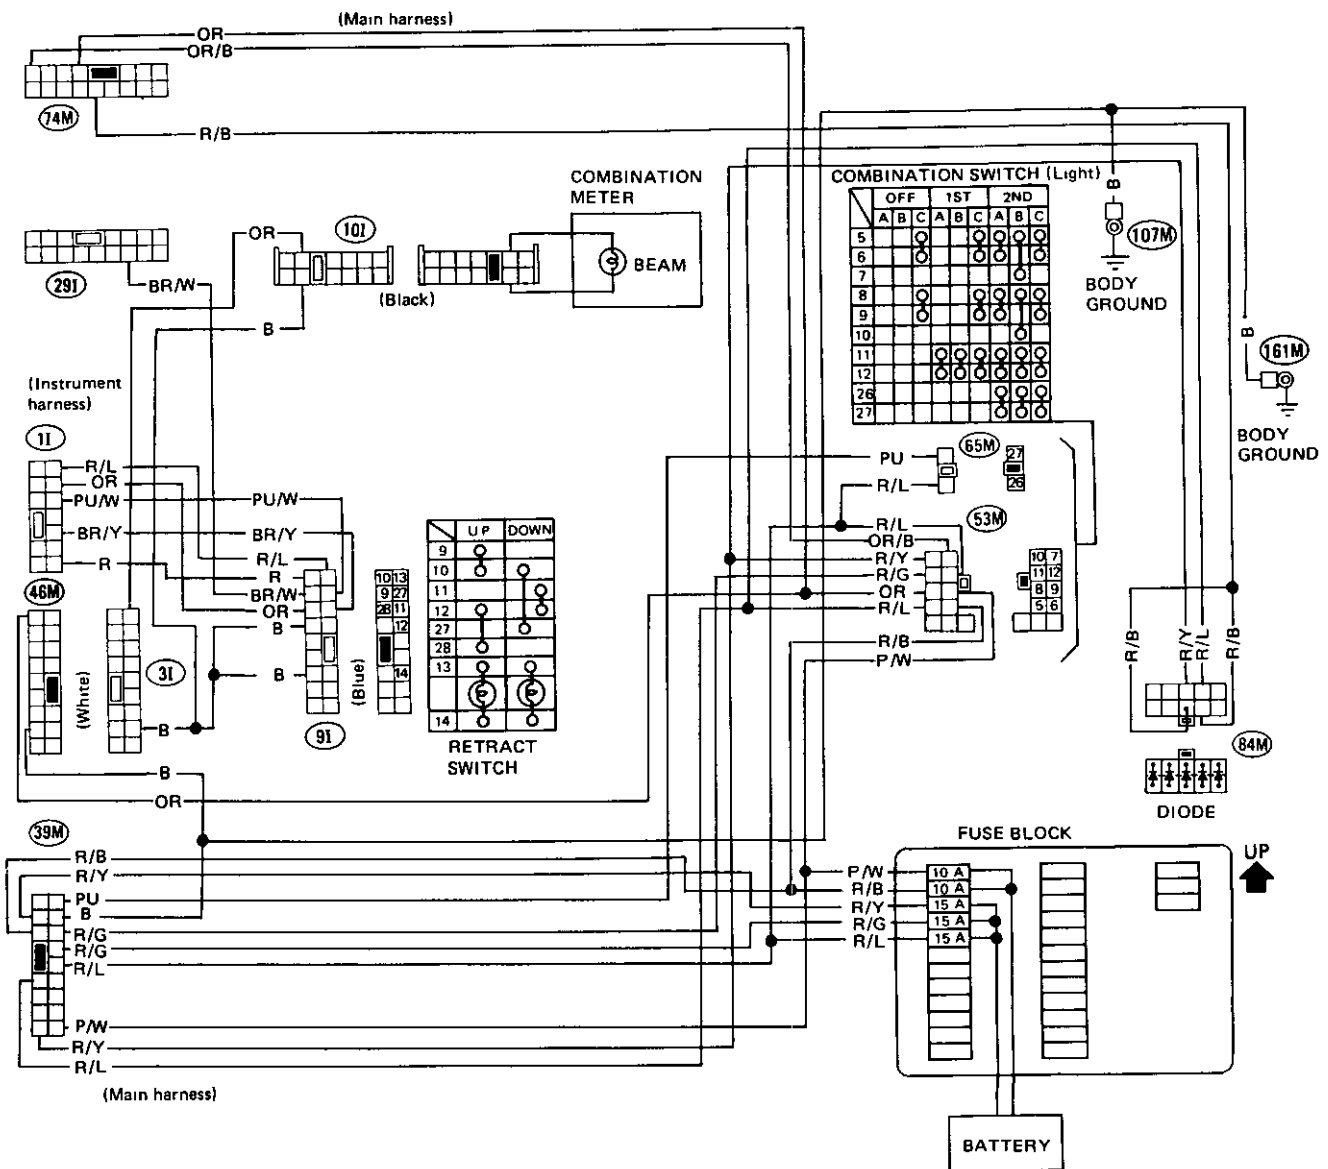 (Main harness)
OR
OR/B
74M
R/B
COMBINATION
METER
BEAM
OR
10I
(Black)
29I
BR/W
B
COMBINATION SWITCH (Light)
OFF 1ST 2ND
A B C A B C A B C
5
6
7
8
9
10
11
12
26
27
B
107M
BODY
GROUND
B
161M
BODY
GROUND
(Instrument
harness)
1I
R/L
OR
PU/W
PU/W
BR/Y
BR/Y
R
R/L
R
BR/W
OR
B
B
46M
(White)
3I
B
B
OR
9I
(Blue)
10 13
9 27
28 11
12
14
UP DOWN
9
10
11
12
27
28
13
14
RETRACT
SWITCH
PU
R/L
65M
27
26
R/L
OR/B
R/Y
R/G
OR
R/L
R/B
P/W
53M
10 7
11 12
8 9
5 6
R/B
R/Y
R/L
R/B
84M
DIODE
39M
R/B
R/Y
PU
B
R/G
R/G
R/L
P/W
R/Y
R/L
(Main harness)
FUSE BLOCK
UP
P/W 10 A
R/B 10 A
R/Y 15 A
R/G 15 A
R/L 15 A
BATTERY